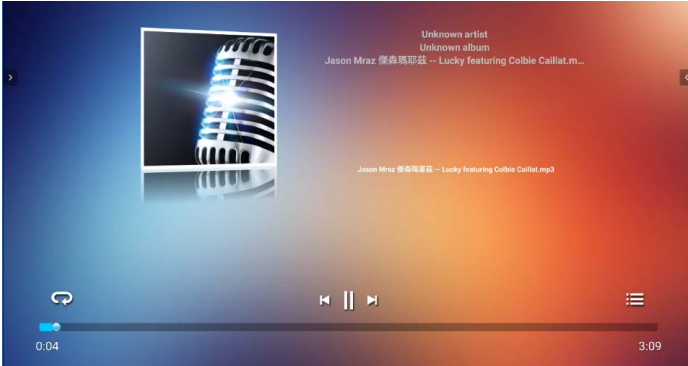 Unknown artist
Unknown album
Jason Mraz 傑森瑪耶茲 -- Lucky featuring Colbie Caillat.m...
Jason Mraz 傑森瑪耶茲 -- Lucky featuring Colbie Caillat.mp3
0:04
3:09